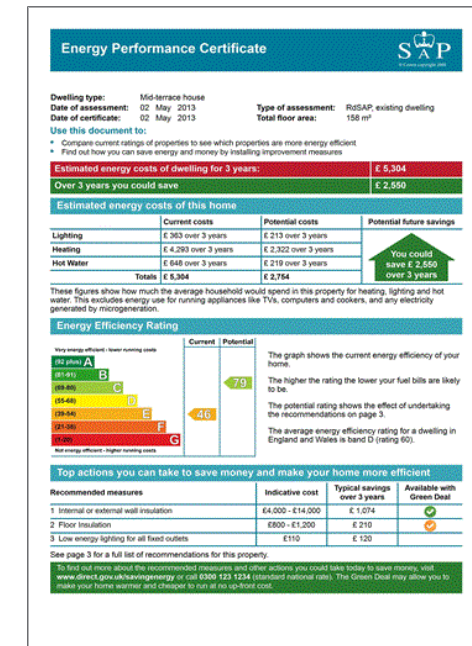 Energy Performance Certificate
SAP
Dwelling type: Mid-terrace house
Date of assessment: 02 May 2013 Type of assessment: RdSAP, existing dwelling
Date of certificate: 02 May 2013 Total floor area: 158 m²
Use this document to:
• Compare current ratings of properties to see which properties are more energy efficient
• Find out how you can save energy and money by installing improvement measures
Estimated energy costs of dwelling for 3 years: £ 5,304
Over 3 years you could save £ 2,550
Estimated energy costs of this home
Current costs Potential costs Potential future savings
Lighting £ 363 over 3 years £ 213 over 3 years
Heating £ 4,293 over 3 years £ 2,322 over 3 years
Hot Water £ 648 over 3 years £ 219 over 3 years
Totals £ 5,304 £ 2,754
You could
save £ 2,550
over 3 years
These figures show how much the average household would spend in this property for heating, lighting and hot
water. This excludes energy use for running appliances like TVs, computers and cookers, and any electricity
generated by microgeneration.
Energy Efficiency Rating
Current Potential
Very energy efficient - lower running costs
(92 plus) A
(81-91) B
(69-80) C
(55-68) D
(39-54) E
(21-38) F
(1-20) G
Not energy efficient - higher running costs
46
79
The graph shows the current energy efficiency of your
home.
The higher the rating the lower your fuel bills are likely
to be.
The potential rating shows the effect of undertaking
the recommendations on page 3.
The average energy efficiency rating for a dwelling in
England and Wales is band D (rating 60).
Top actions you can take to save money and make your home more efficient
Recommended measures Indicative cost Typical savings over 3 years Available with Green Deal
1 Internal or external wall insulation £4,000 - £14,000 £ 1,074
2 Floor Insulation £800 - £1,200 £ 210
3 Low energy lighting for all fixed outlets £110 £ 120
See page 3 for a full list of recommendations for this property.
To find out more about the recommended measures and other actions you could take today to save money, visit
www.direct.gov.uk/savingenergy or call 0300 123 1234 (standard national rate). The Green Deal may allow you to
make your home warmer and cheaper to run at no up-front cost.